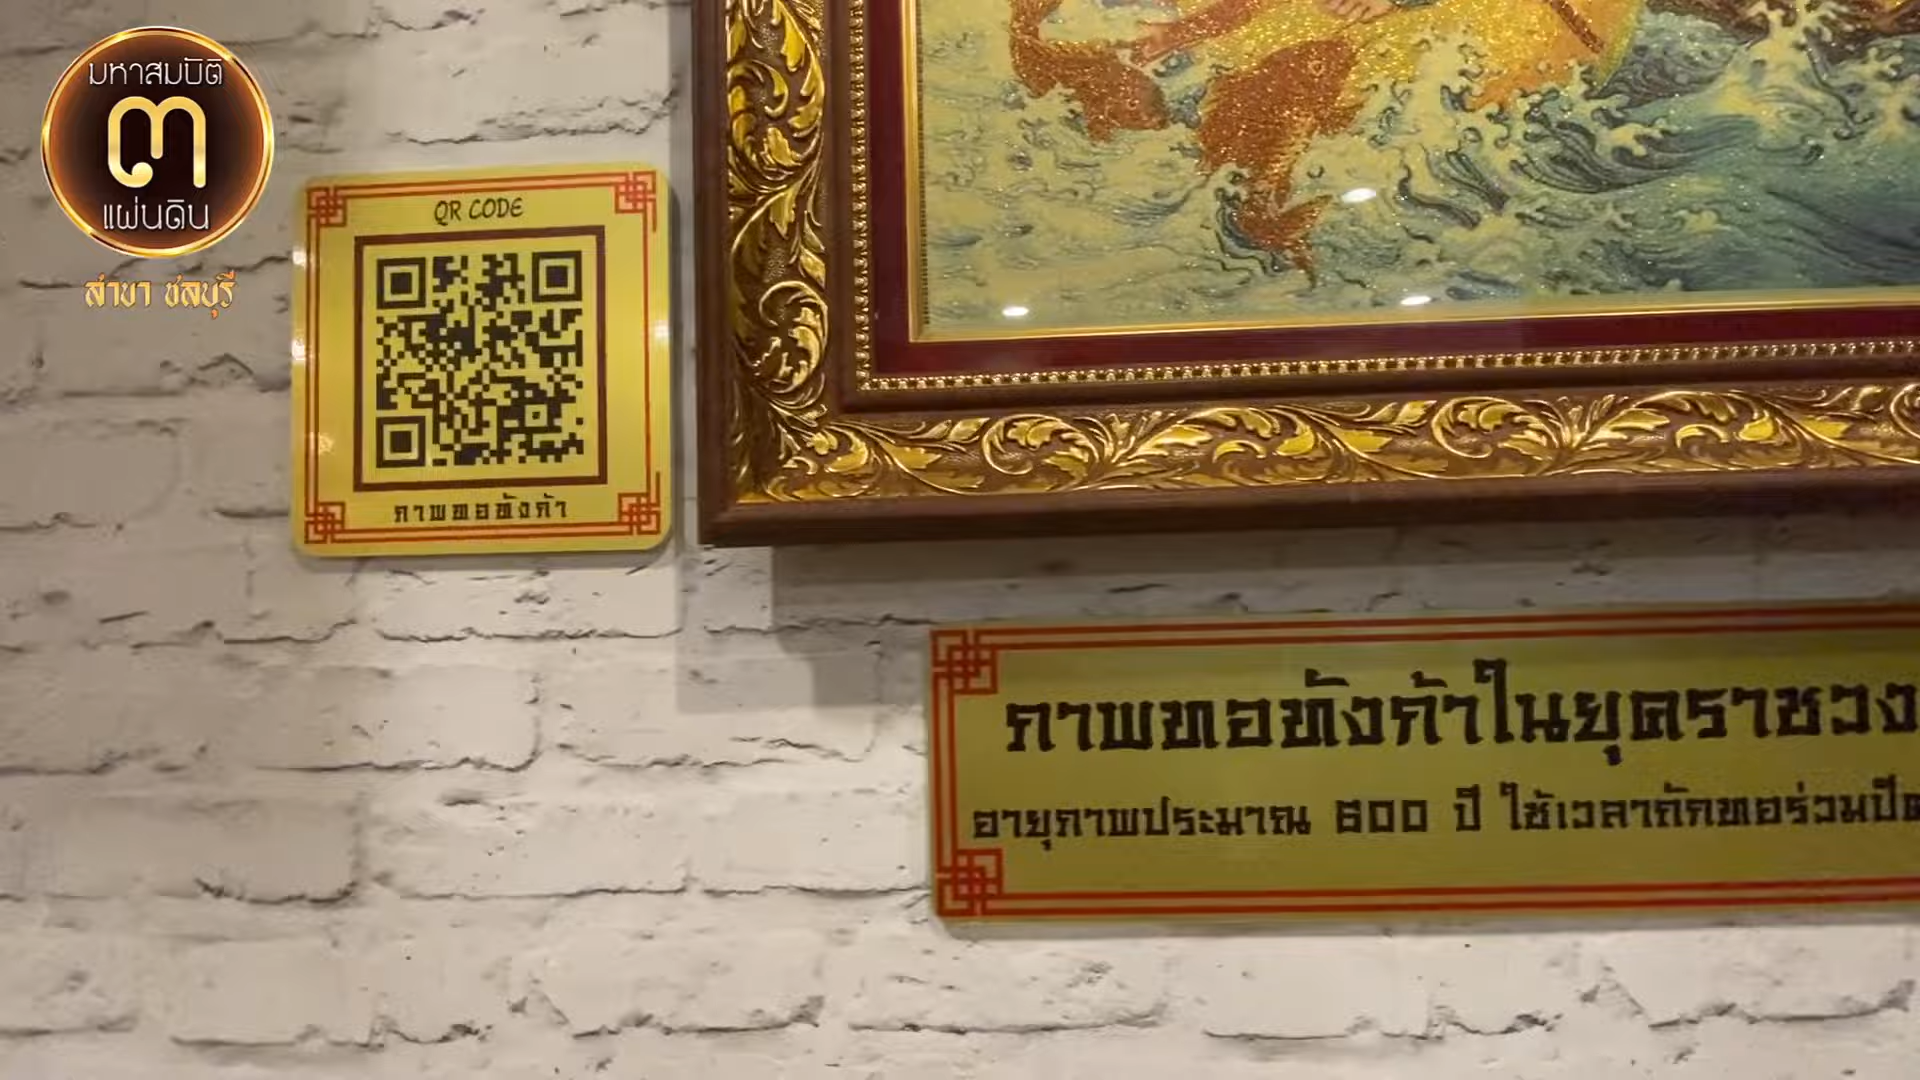 มหาสมบัติ
๓
แผ่นดิน
สาขา ชลบุรี
QR CODE
ภาพทอทังก้า
ภาพทอทังก้าในยุคราชวง
อายุภาพประมาณ 600 ปี ใช้เวลาถักทอร่วมปี